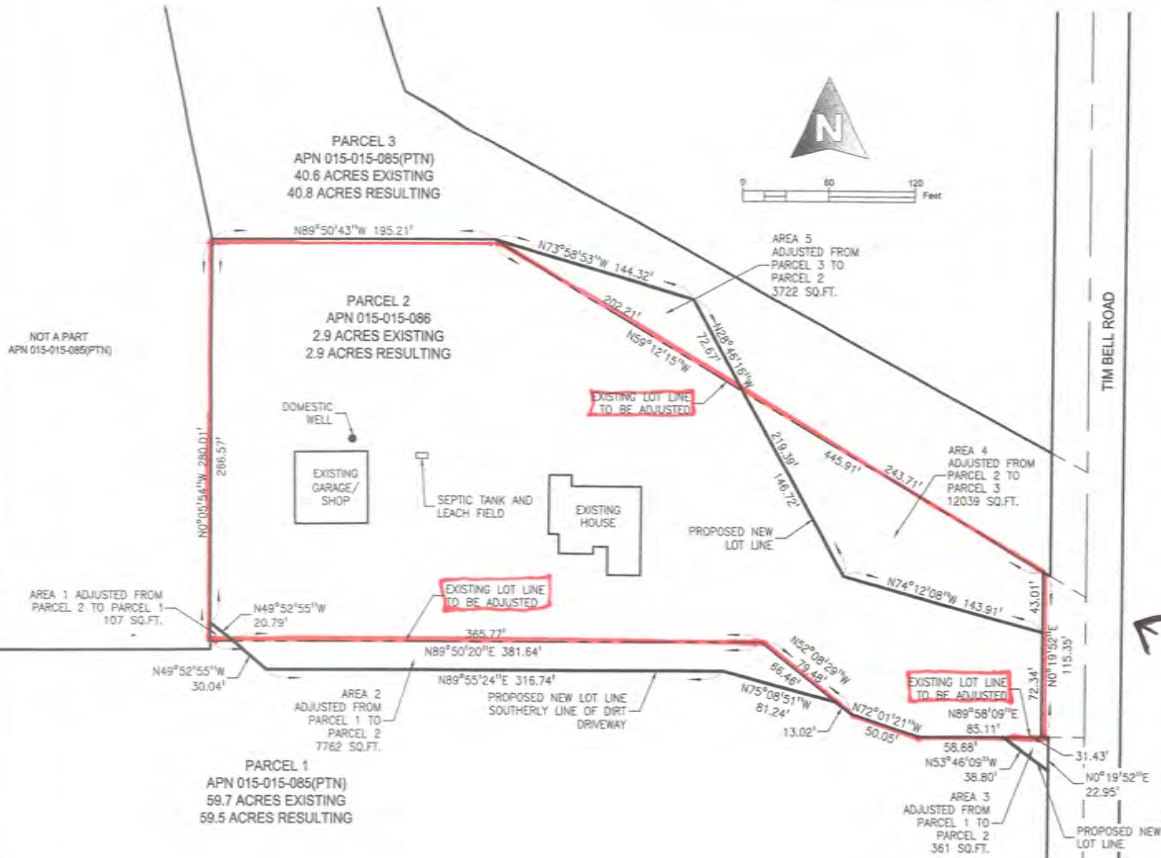 PARCEL 3
APN 015-015-085(PTN)
40.6 ACRES EXISTING
40.8 ACRES RESULTING
N
0 60 120
Feet
N89°50'43"W 195.21'
N73°58'53"W 144.32'
AREA 5
ADJUSTED FROM
PARCEL 3 TO
PARCEL 2
3722 SQ.FT.
TIM BELL ROAD
PARCEL 2
APN 015-015-086
2.9 ACRES EXISTING
2.9 ACRES RESULTING
202.21'
N59°12'15"W
N28°46'16"W
72.67'
NOT A PART
APN 015-015-085(PTN)
EXISTING LOT LINE
TO BE ADJUSTED
DOMESTIC
WELL
EXISTING
GARAGE/
SHOP
SEPTIC TANK AND
LEACH FIELD
EXISTING
HOUSE
N0°05'54"W 280.01'
286.57'
219.39'
146.72'
445.91'
243.71'
AREA 4
ADJUSTED FROM
PARCEL 2 TO
PARCEL 3
12039 SQ.FT.
PROPOSED NEW
LOT LINE
N74°12'08"W 143.91'
43.01'
N0°19'52"E
115.35'
72.34'
AREA 1 ADJUSTED FROM
PARCEL 2 TO PARCEL 1
107 SQ.FT.
N49°52'55"W
20.79'
EXISTING LOT LINE
TO BE ADJUSTED
365.77'
N89°50'20"E 381.64'
N52°08'29"W
79.48'
66.46'
N49°52'55"W
30.04'
N89°55'24"E 316.74'
AREA 2
ADJUSTED FROM
PARCEL 1 TO
PARCEL 2
7762 SQ.FT.
PROPOSED NEW LOT LINE
SOUTHERLY LINE OF DIRT
DRIVEWAY
N75°08'51"W
81.24'
13.02'
N72°01'21"W
50.05'
EXISTING LOT LINE
TO BE ADJUSTED
N89°58'09"E
85.11'
58.68'
31.43'
N53°46'09"W
38.80'
N0°19'52"E
22.95'
PARCEL 1
APN 015-015-085(PTN)
59.7 ACRES EXISTING
59.5 ACRES RESULTING
AREA 3
ADJUSTED FROM
PARCEL 1 TO
PARCEL 2
361 SQ.FT.
PROPOSED NEW
LOT LINE